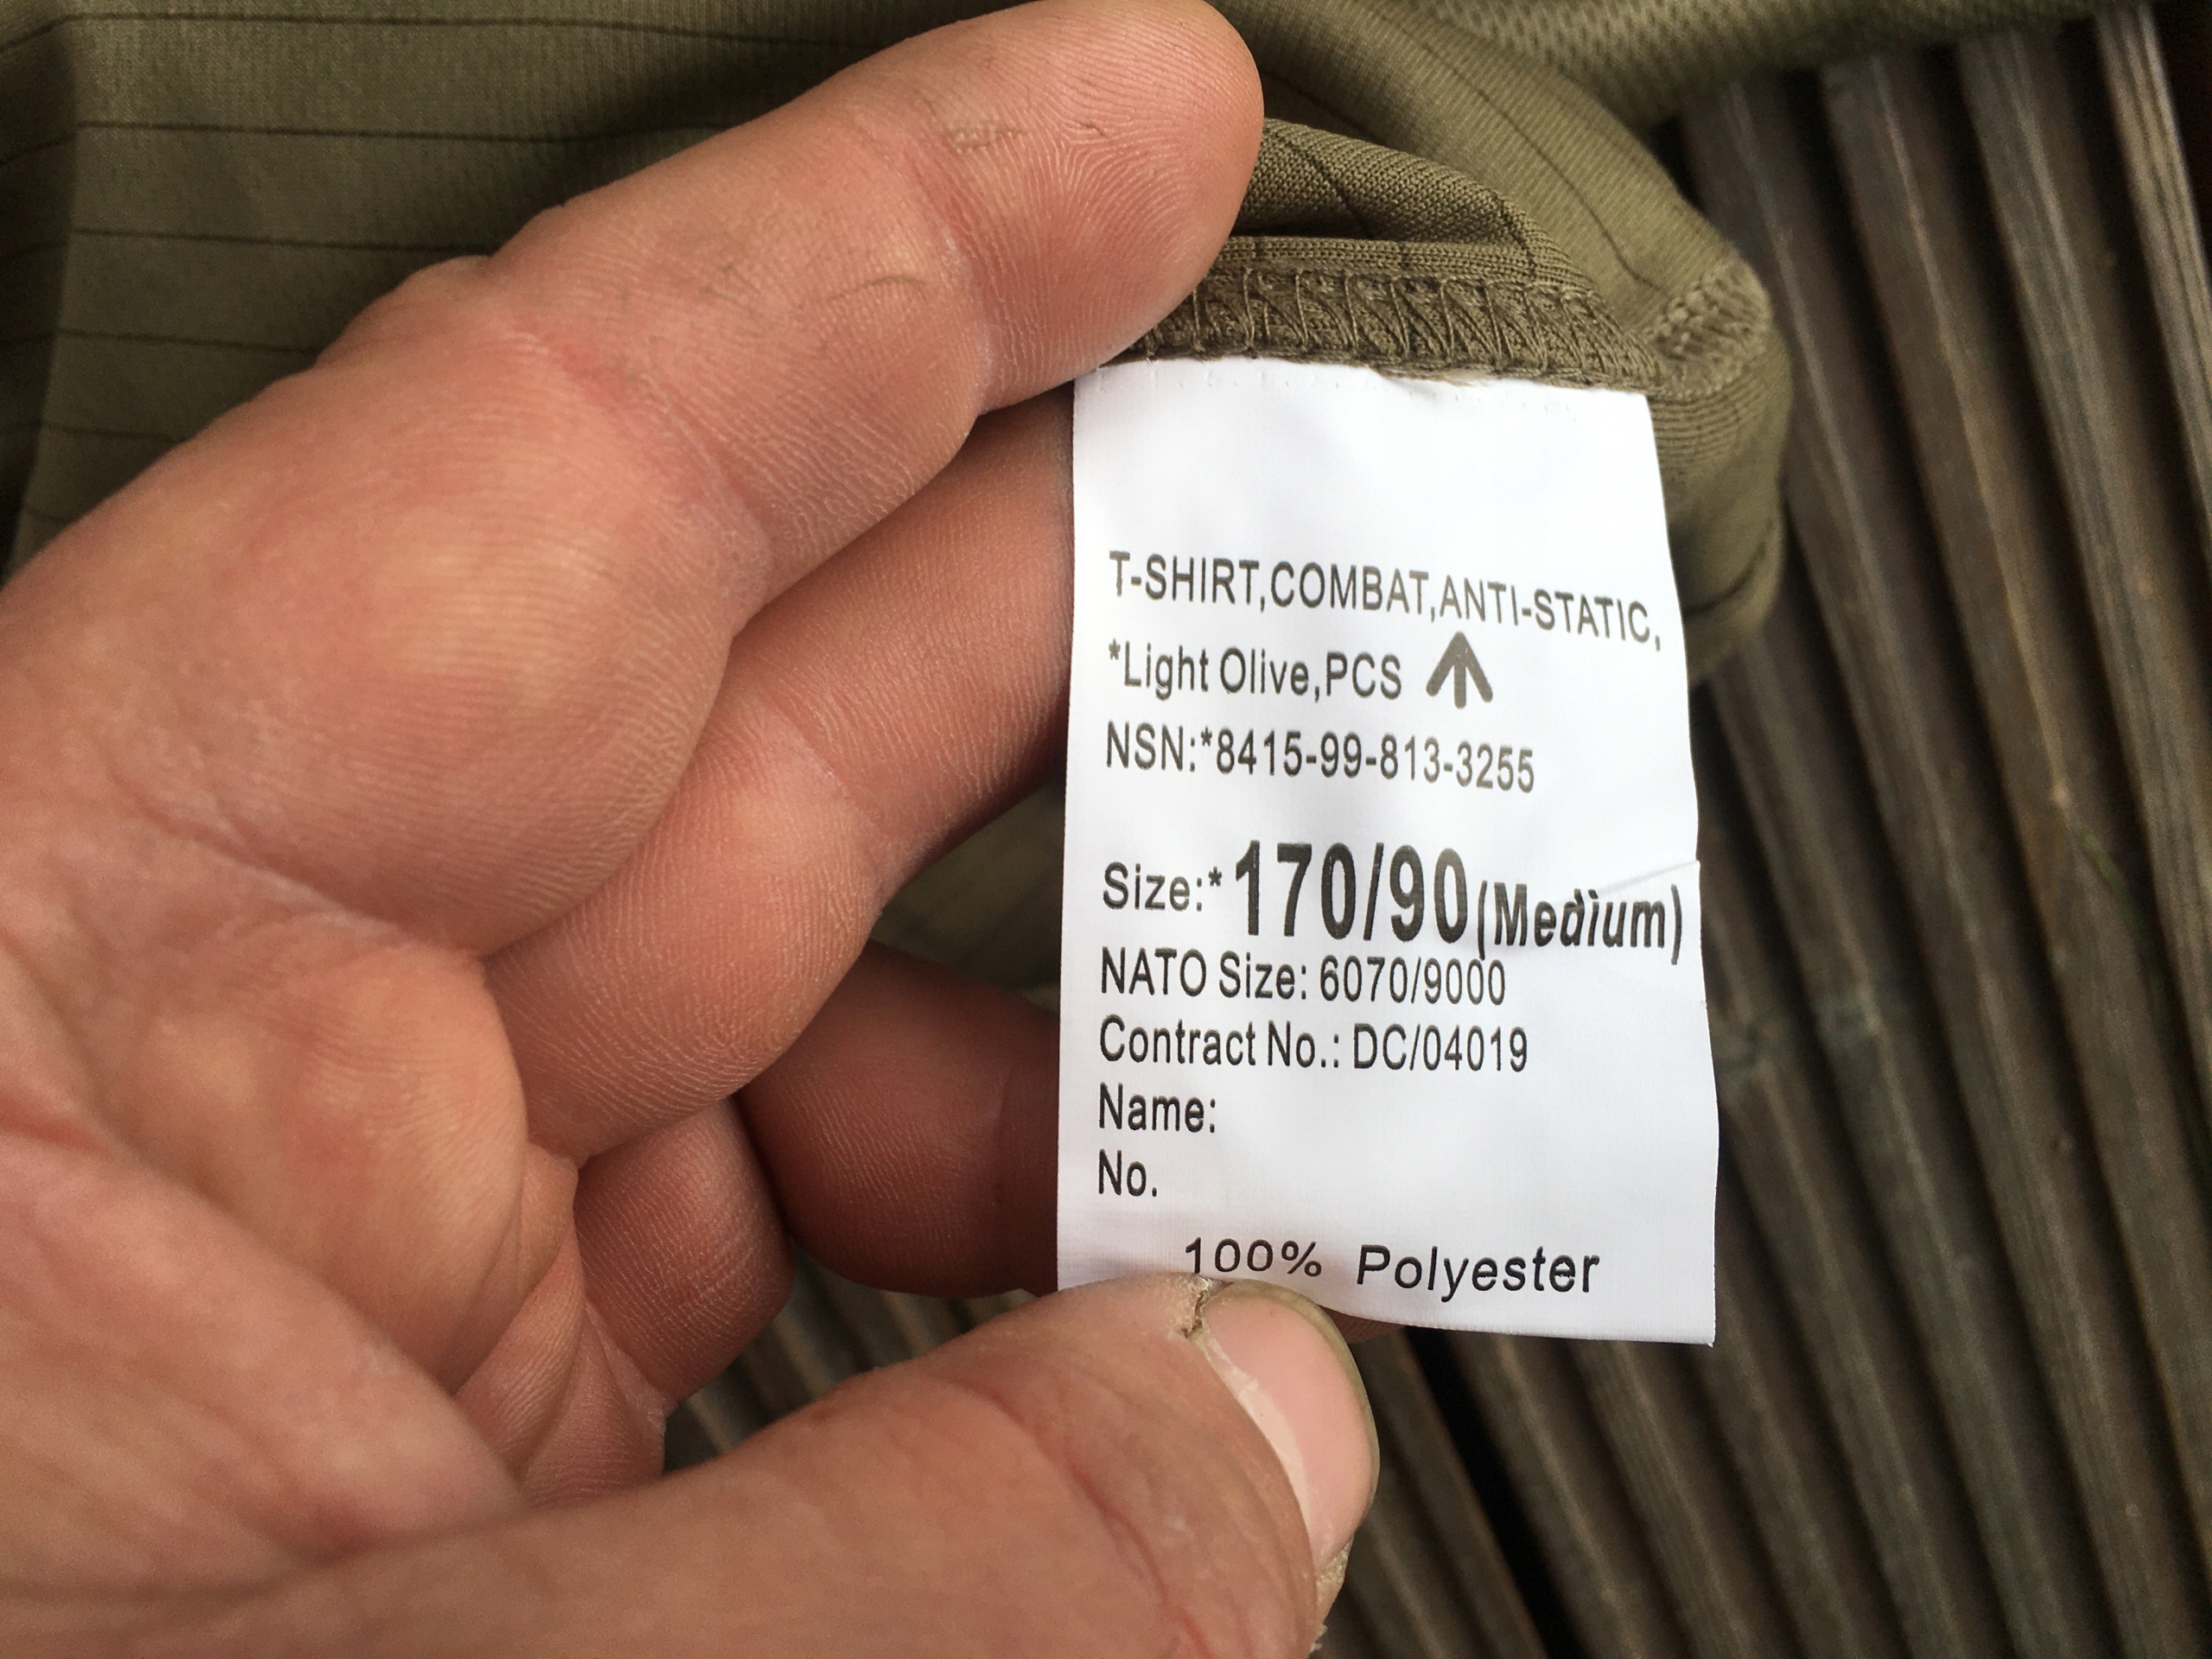 T-SHIRT,COMBAT,ANTI-STATIC,
*Light Olive,PCS
NSN:*8415-99-813-3255
Size:*170/90(Medium)
NATO Size: 6070/9000
Contract No.: DC/04019
Name:
No.
100% Polyester